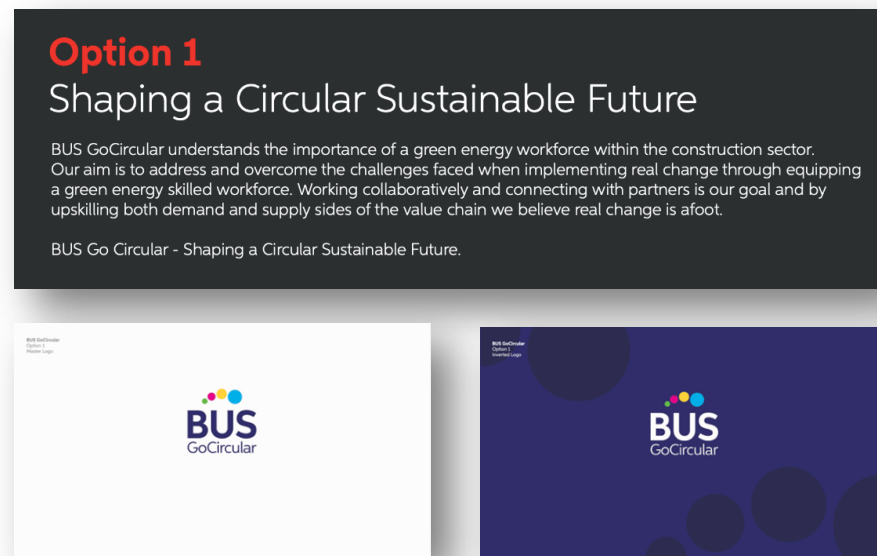 Option 1
Shaping a Circular Sustainable Future
BUS GoCircular understands the importance of a green energy workforce within the construction sector.
Our aim is to address and overcome the challenges faced when implementing real change through equipping
a green energy skilled workforce. Working collaboratively and connecting with partners is our goal and by
upskilling both demand and supply sides of the value chain we believe real change is afoot.
BUS Go Circular - Shaping a Circular Sustainable Future.
BUS GoCircular
Option 1
Master Logo
BUS
GoCircular
BUS GoCircular
Option 1
Inverted Logo
BUS
GoCircular